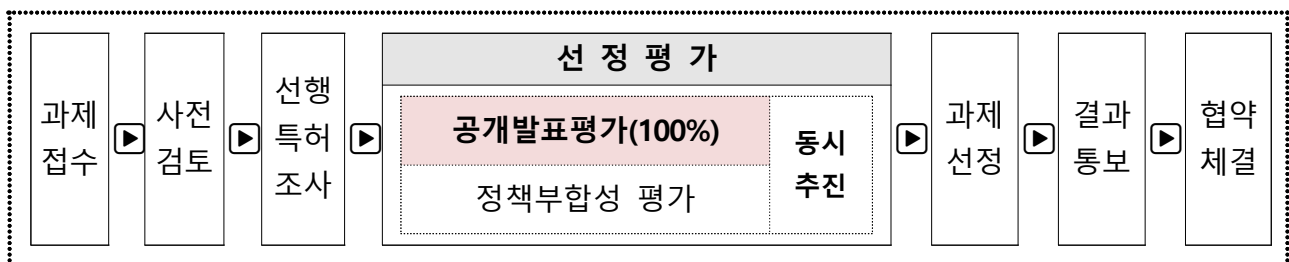 과제
접수
사전
검토
선행
특허
조사
선 정 평 가
공개발표평가(100%)
정책부합성 평가
동시
추진
과제
선정
결과
통보
협약
체결